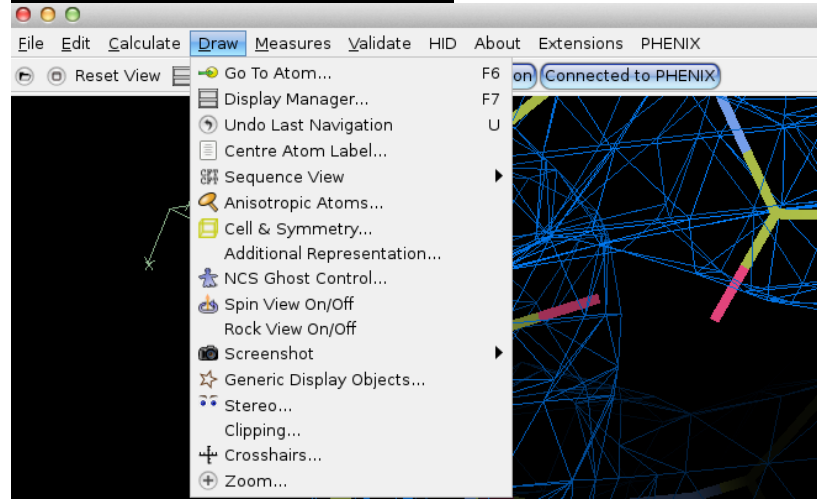 File Edit Calculate Draw Measures Validate HID About Extensions PHENIX
Reset View on Connected to PHENIX
Go To Atom... F6
Display Manager... F7
Undo Last Navigation U
Centre Atom Label...
Sequence View
Anisotropic Atoms...
Cell & Symmetry...
Additional Representation...
NCS Ghost Control...
Spin View On/Off
Rock View On/Off
Screenshot
Generic Display Objects...
Stereo...
Clipping...
Crosshairs...
Zoom...